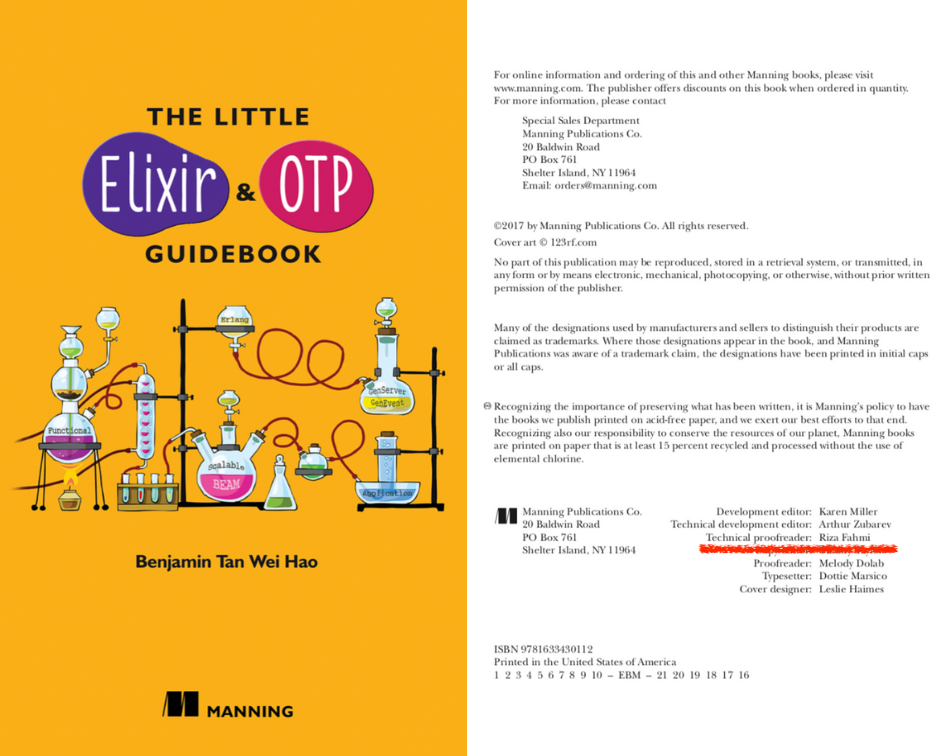 THE LITTLE
Elixir & OTP
GUIDEBOOK
Erlang
GenServer
GenEvent
Functional
Scalable
BEAM
Application
Benjamin Tan Wei Hao
MANNING
For online information and ordering of this and other Manning books, please visit
www.manning.com. The publisher offers discounts on this book when ordered in quantity.
For more information, please contact
Special Sales Department
Manning Publications Co.
20 Baldwin Road
PO Box 761
Shelter Island, NY 11964
Email: orders@manning.com
©2017 by Manning Publications Co. All rights reserved.
Cover art © 123rf.com
No part of this publication may be reproduced, stored in a retrieval system, or transmitted, in
any form or by means electronic, mechanical, photocopying, or otherwise, without prior written
permission of the publisher.
Many of the designations used by manufacturers and sellers to distinguish their products are
claimed as trademarks. Where those designations appear in the book, and Manning
Publications was aware of a trademark claim, the designations have been printed in initial caps
or all caps.
Recognizing the importance of preserving what has been written, it is Manning's policy to have
the books we publish printed on acid-free paper, and we exert our best efforts to that end.
Recognizing also our responsibility to conserve the resources of our planet, Manning books
are printed on paper that is at least 15 percent recycled and processed without the use of
elemental chlorine.
Manning Publications Co.
20 Baldwin Road
PO Box 761
Shelter Island, NY 11964
Development editor: Karen Miller
Technical development editor: Arthur Zubarev
Technical proofreader: Riza Fahmi
Proofreader: Melody Dolab
Typesetter: Dottie Marsico
Cover designer: Leslie Haimes
ISBN 9781633430112
Printed in the United States of America
1 2 3 4 5 6 7 8 9 10 – EBM – 21 20 19 18 17 16